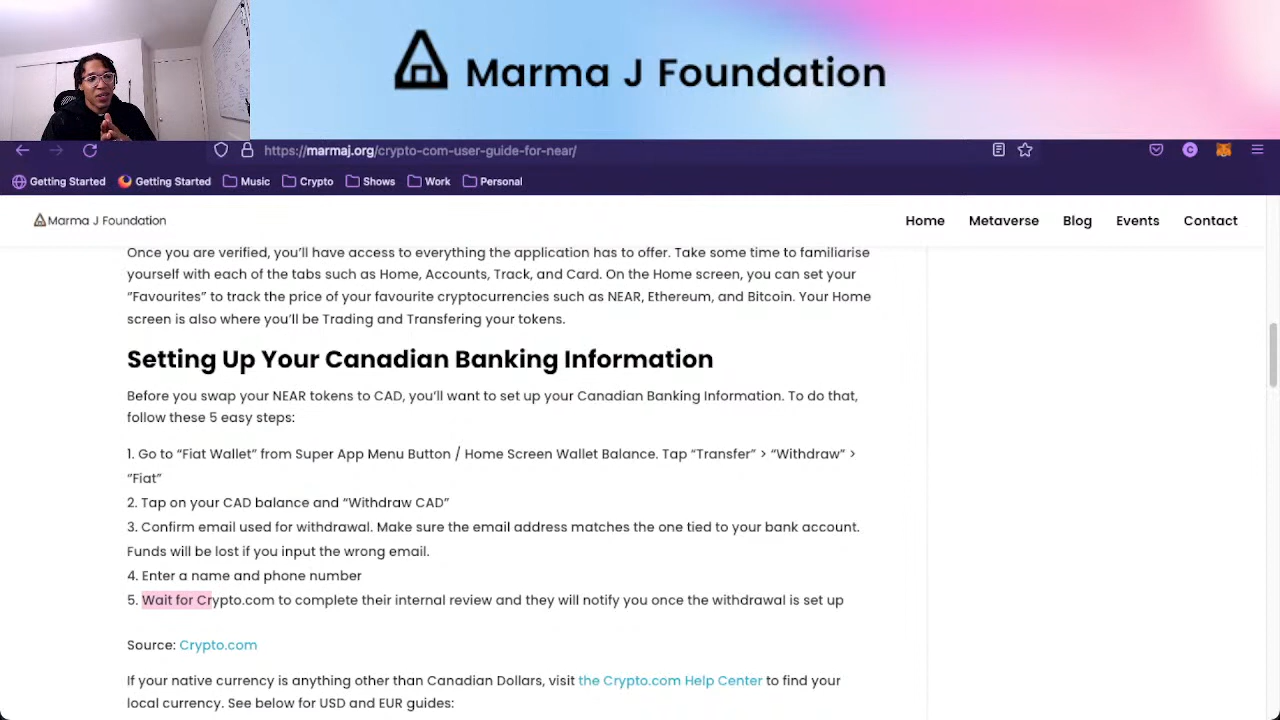 Marma J Foundation
https://marmaj.org/crypto-com-user-guide-for-near/
Getting Started Getting Started Music Crypto Shows Work Personal
Marma J Foundation Home Metaverse Blog Events Contact
Once you are verified, you’ll have access to everything the application has to offer. Take some time to familiarise
yourself with each of the tabs such as Home, Accounts, Track, and Card. On the Home screen, you can set your
“Favourites” to track the price of your favourite cryptocurrencies such as NEAR, Ethereum, and Bitcoin. Your Home
screen is also where you’ll be Trading and Transfering your tokens.
Setting Up Your Canadian Banking Information
Before you swap your NEAR tokens to CAD, you’ll want to set up your Canadian Banking Information. To do that,
follow these 5 easy steps:
1. Go to “Fiat Wallet” from Super App Menu Button / Home Screen Wallet Balance. Tap “Transfer” > “Withdraw” >
“Fiat”
2. Tap on your CAD balance and “Withdraw CAD”
3. Confirm email used for withdrawal. Make sure the email address matches the one tied to your bank account.
Funds will be lost if you input the wrong email.
4. Enter a name and phone number
5. Wait for Crypto.com to complete their internal review and they will notify you once the withdrawal is set up
Source: Crypto.com
If your native currency is anything other than Canadian Dollars, visit the Crypto.com Help Center to find your
local currency. See below for USD and EUR guides: